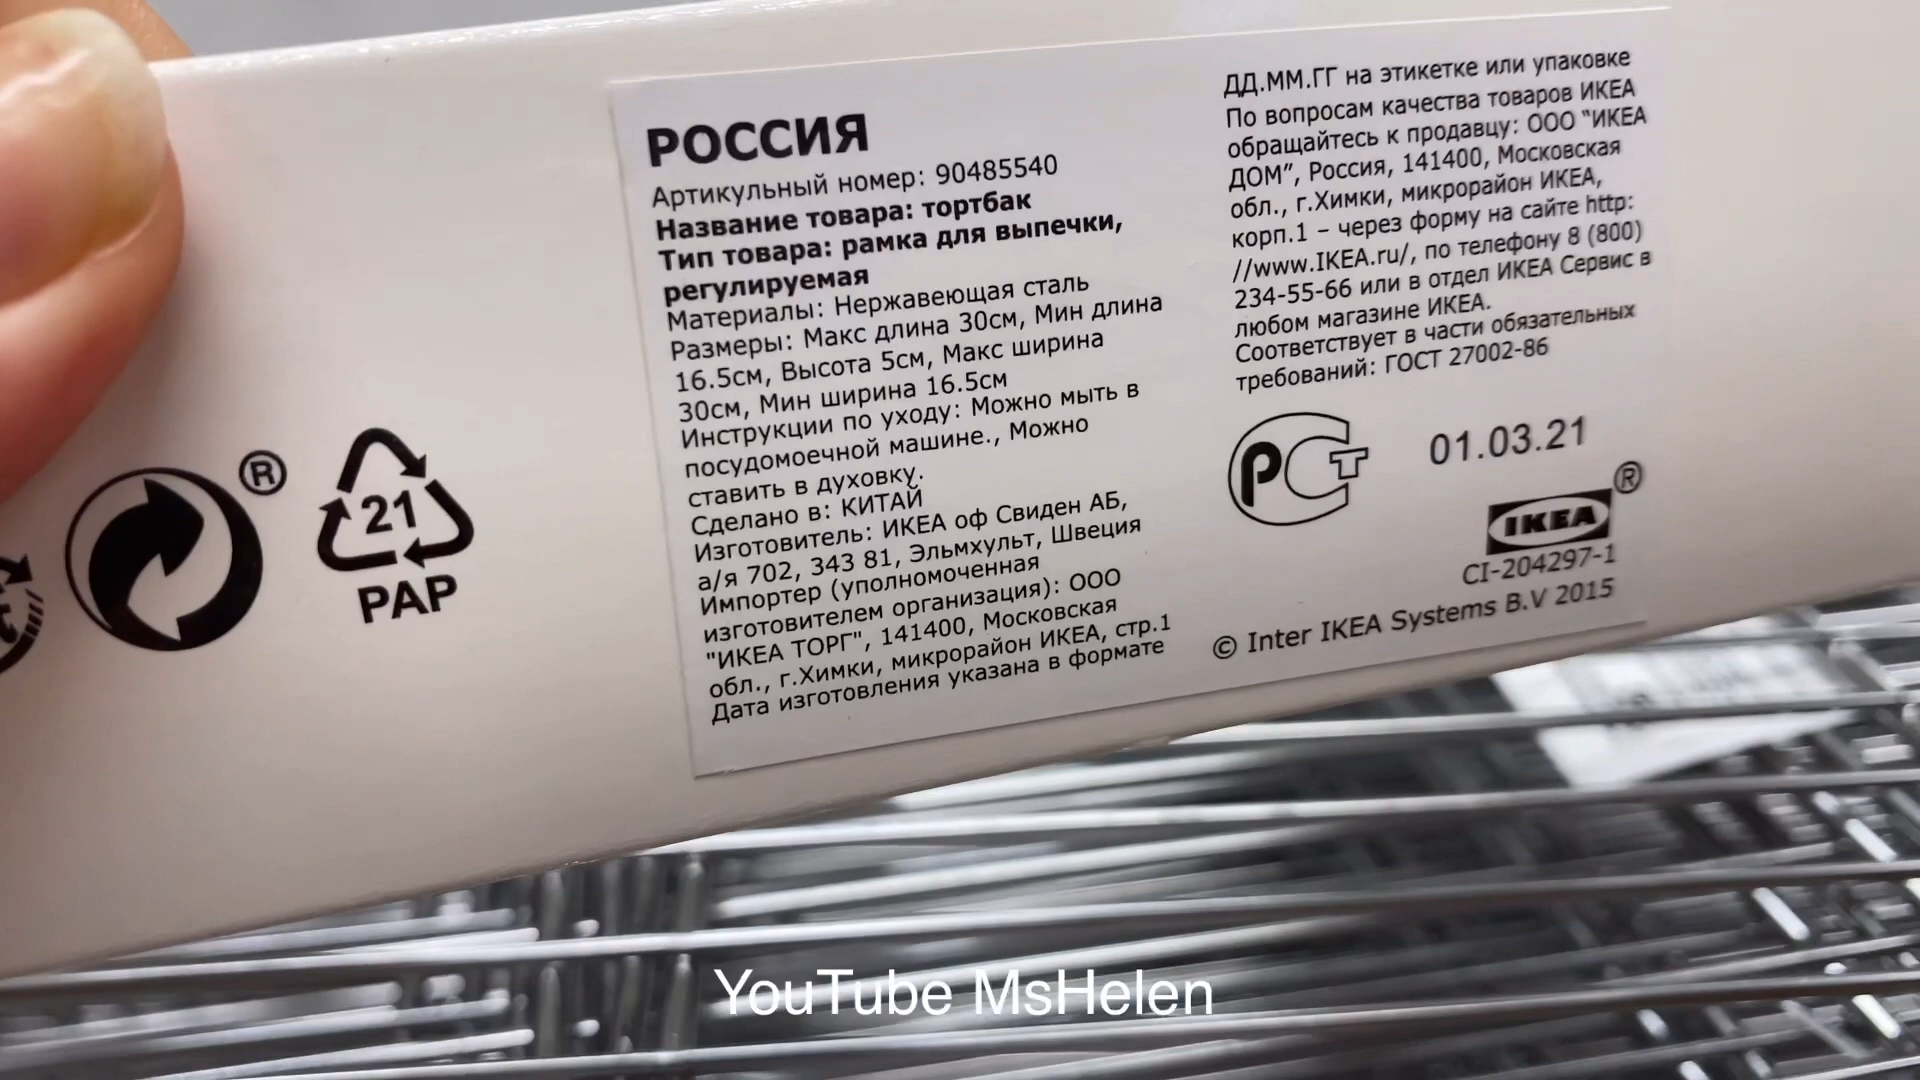 РОССИЯ
Артикульный номер: 90485540
Название товара: тортбак
Тип товара: рамка для выпечки,
регулируемая
Материалы: Нержавеющая сталь
Размеры: Макс длина 30см, Мин длина
16.5см, Высота 5см, Макс ширина
30см, Мин ширина 16.5см
Инструкции по уходу: Можно мыть в
посудомоечной машине., Можно
ставить в духовку.
Сделано в: КИТАЙ
Изготовитель: ИКЕА оф Свиден АБ,
а/я 702, 343 81, Эльмхульт, Швеция
Импортер (уполномоченная
изготовителем организация): ООО
"ИКЕА ТОРГ", 141400, Московская
обл., г.Химки, микрорайон ИКЕА, стр.1
Дата изготовления указана в формате
ДД.ММ.ГГ на этикетке или упаковке
По вопросам качества товаров ИКЕА
обращайтесь к продавцу: ООО "ИКЕА
ДОМ", Россия, 141400, Московская
обл., г.Химки, микрорайон ИКЕА,
корп.1 – через форму на сайте http:
//www.IKEA.ru/, по телефону 8 (800)
234-55-66 или в отдел ИКЕА Сервис в
любом магазине ИКЕА.
Соответствует в части обязательных
требований: ГОСТ 27002-86
РСТ
01.03.21
IKEA ®
CI-204297-1
© Inter IKEA Systems B.V 2015
®
21
PAP
YouTube MsHelen